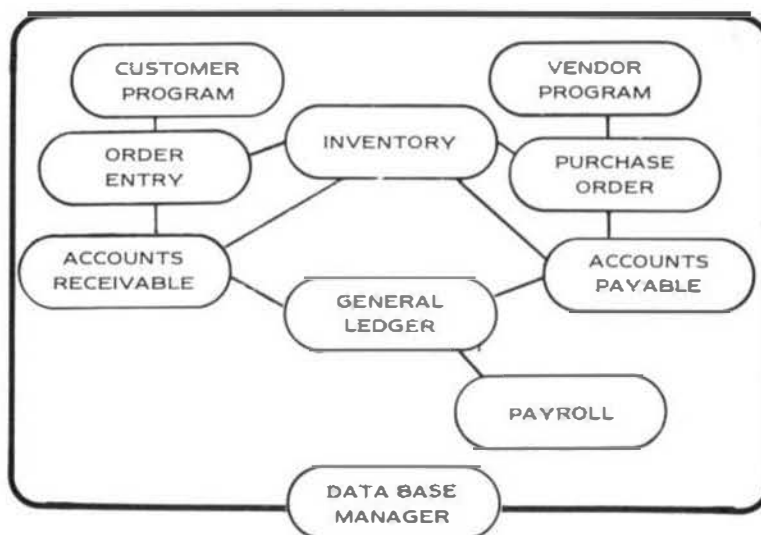 CUSTOMER
PROGRAM
VENDOR
PROGRAM
INVENTORY
ORDER
ENTRY
PURCHASE
ORDER
ACCOUNTS
RECEIVABLE
ACCOUNTS
PAYABLE
GENERAL
LEDGER
PAYROLL
DATA BASE
MANAGER